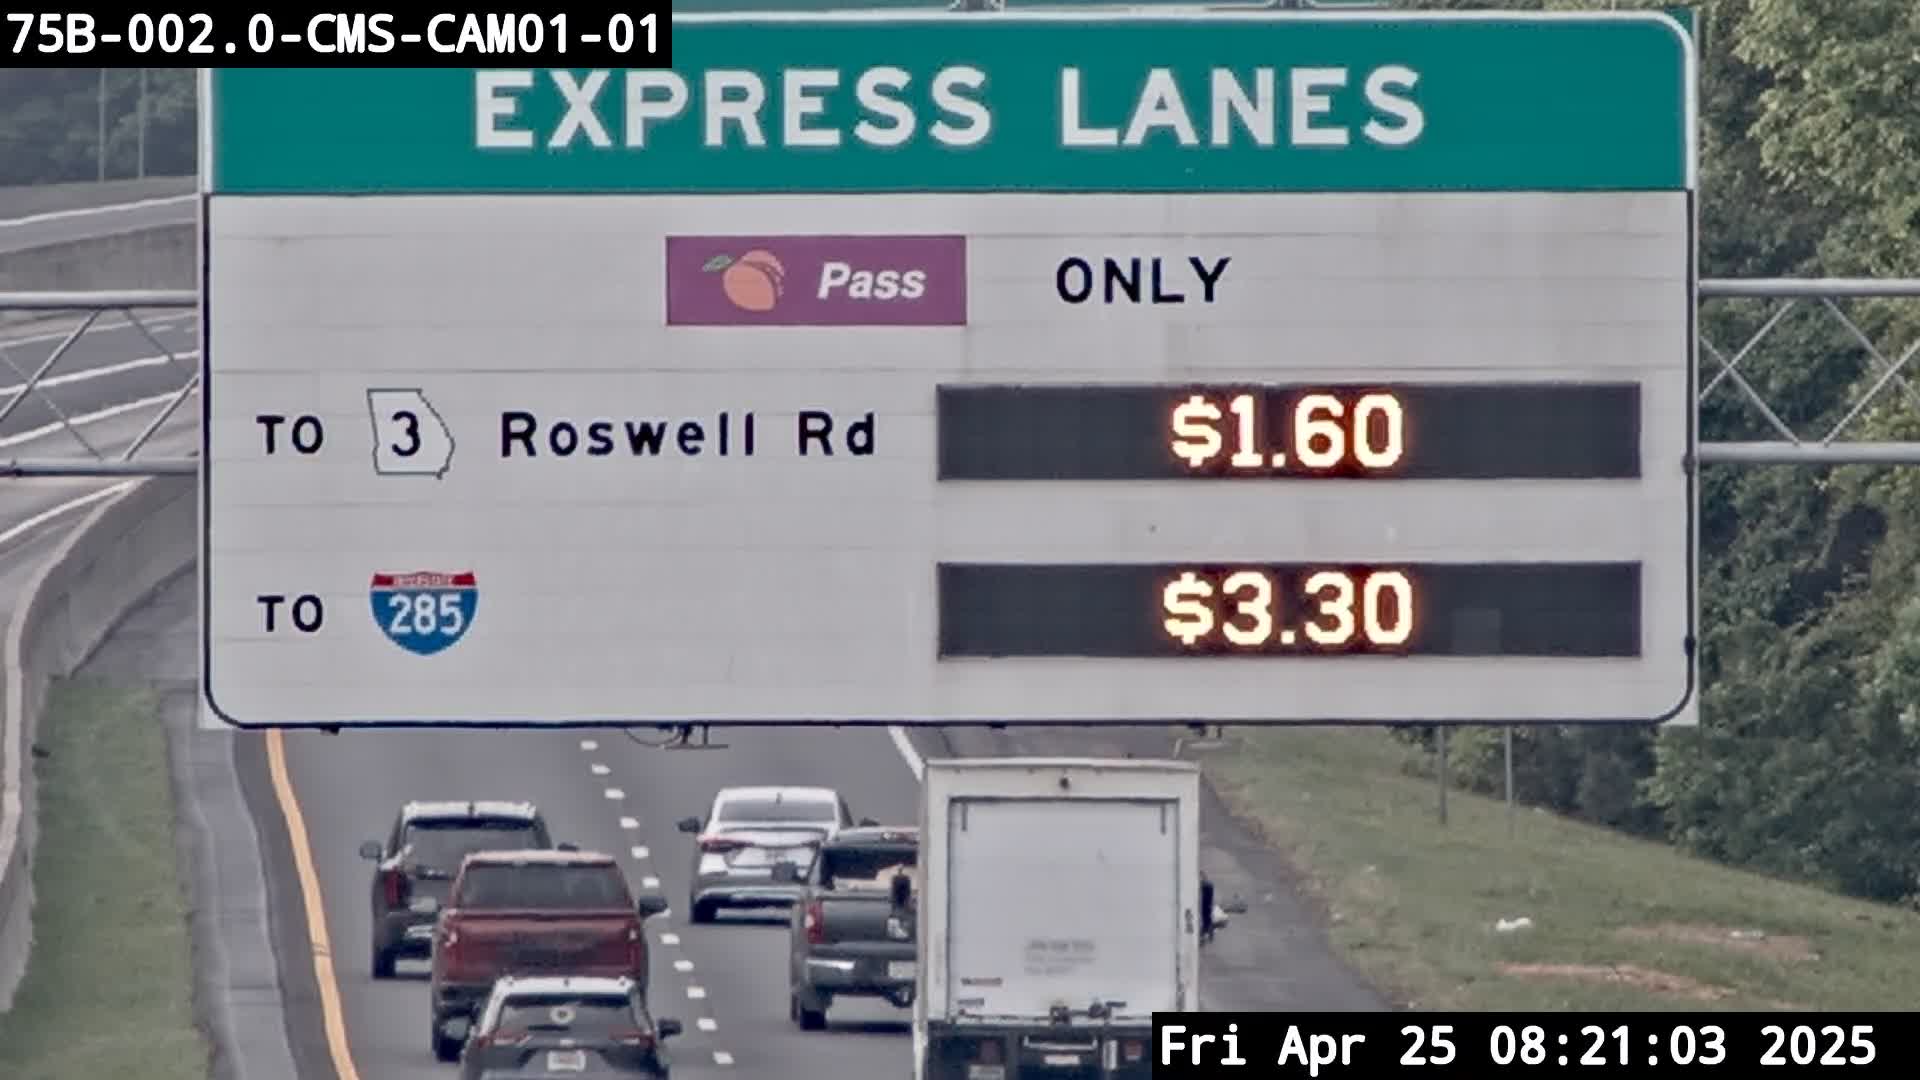 75B-002.0-CMS-CAM01-01
EXPRESS LANES
Pass ONLY
TO 3 Roswell Rd $1.60
TO INTERSTATE 285 $3.30
Fri Apr 25 08:21:03 2025